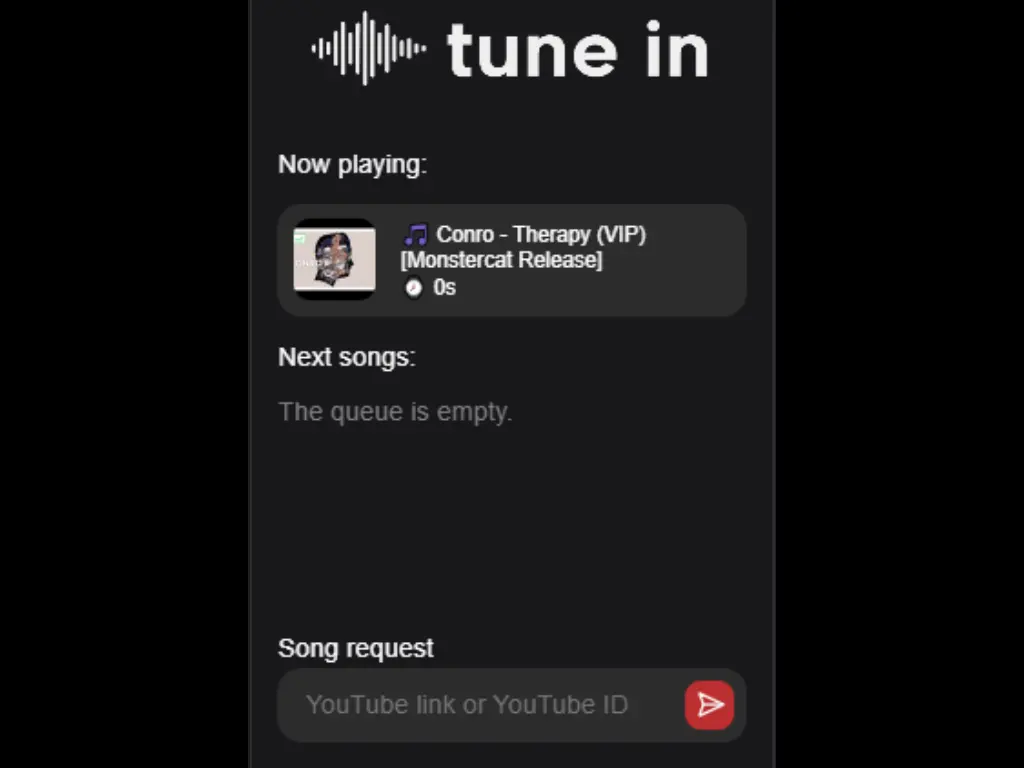 tune in
Now playing:
🎵 Conro - Therapy (VIP)
[Monstercat Release]
0s
Next songs:
The queue is empty.
Song request
YouTube link or YouTube ID